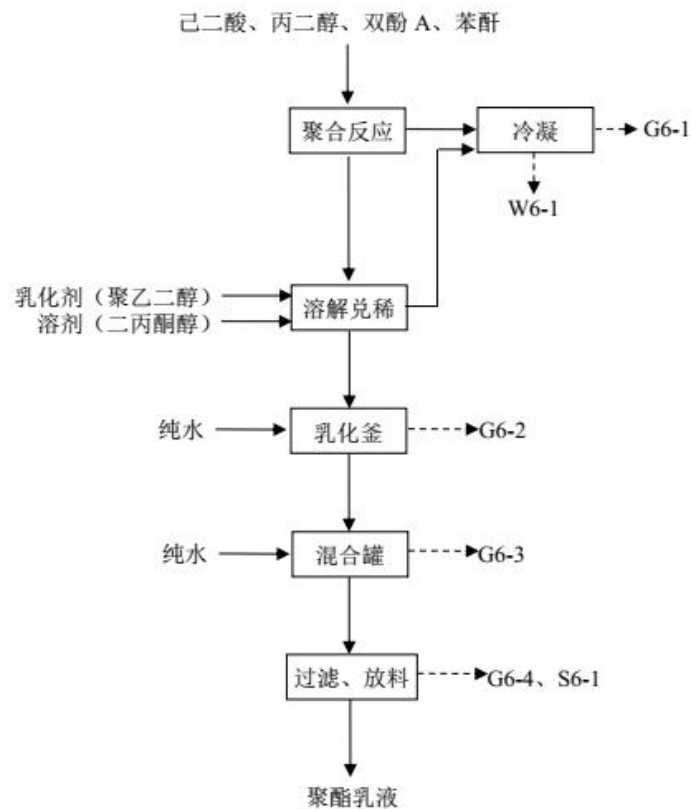 己二酸、丙二醇、双酚 A、苯酐
聚合反应
冷凝
G6-1
W6-1
乳化剂（聚乙二醇）
溶剂（二丙酮醇）
溶解兑稀
纯水
乳化釜
G6-2
纯水
混合罐
G6-3
过滤、放料
G6-4、S6-1
聚酯乳液